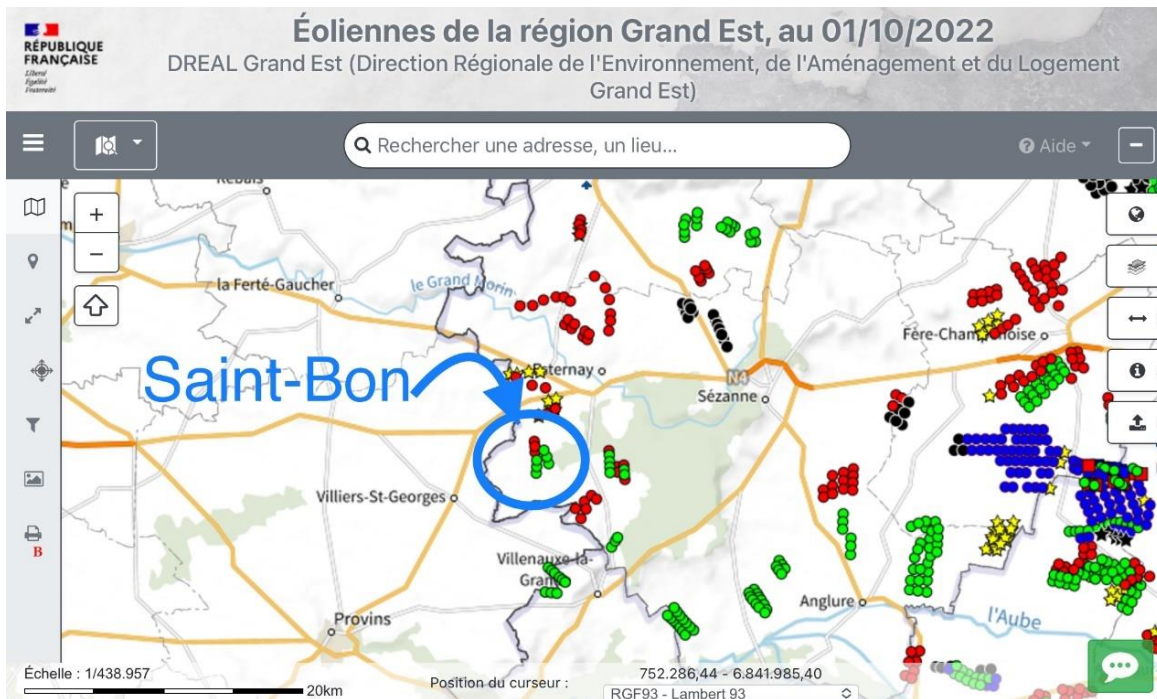 RÉPUBLIQUE
FRANÇAISE
Liberté
Égalité
Fraternité
Éoliennes de la région Grand Est, au 01/10/2022
DREAL Grand Est (Direction Régionale de l'Environnement, de l'Aménagement et du Logement
Grand Est)
Rechercher une adresse, un lieu...
Aide
+
−
la Ferté-Gaucher
le Grand Morin
Saint-Bon
Esternay
N4
Sézanne
Fère-Champenoise
Villiers-St-Georges
Villenauxe-la-
Grande
Provins
Anglure
l'Aube
B
Échelle : 1/438.957
20km
Position du curseur :
752.286,44 - 6.841.985,40
RGF93 - Lambert 93